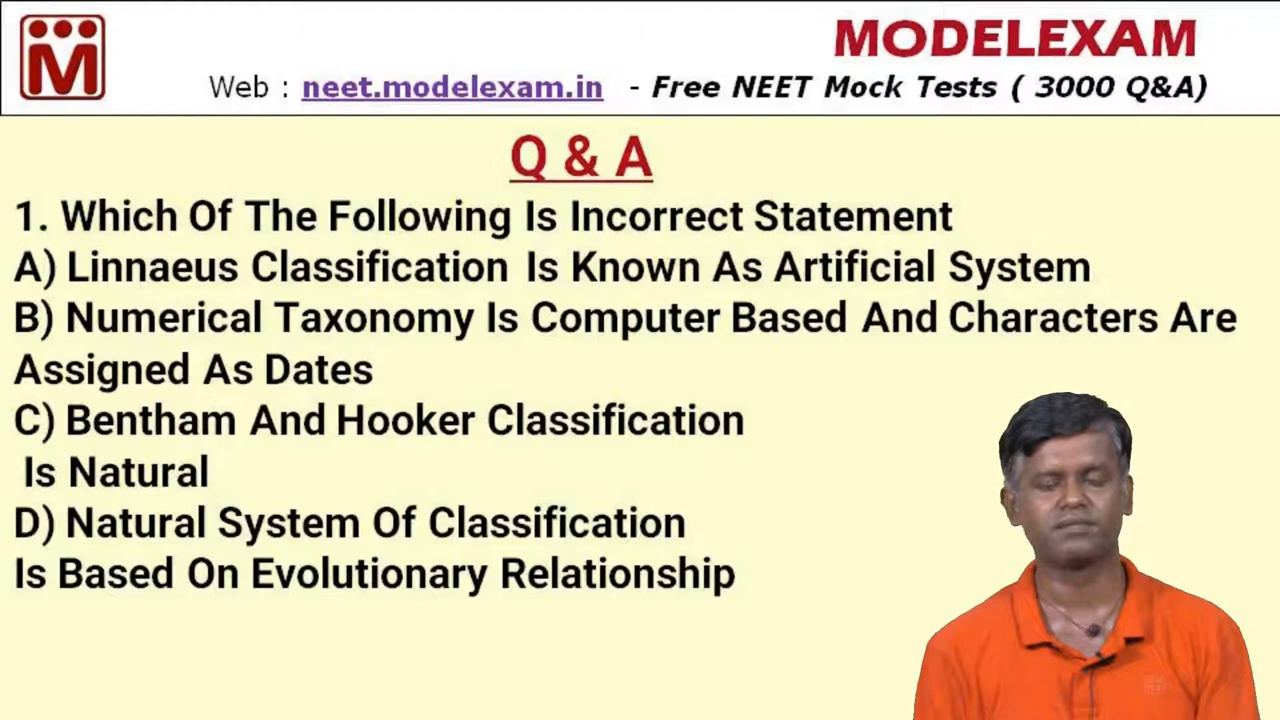 M
MODELEXAM
Web : neet.modelexam.in - Free NEET Mock Tests ( 3000 Q&A)
Q & A
1. Which Of The Following Is Incorrect Statement
A) Linnaeus Classification Is Known As Artificial System
B) Numerical Taxonomy Is Computer Based And Characters Are
Assigned As Dates
C) Bentham And Hooker Classification
Is Natural
D) Natural System Of Classification
Is Based On Evolutionary Relationship